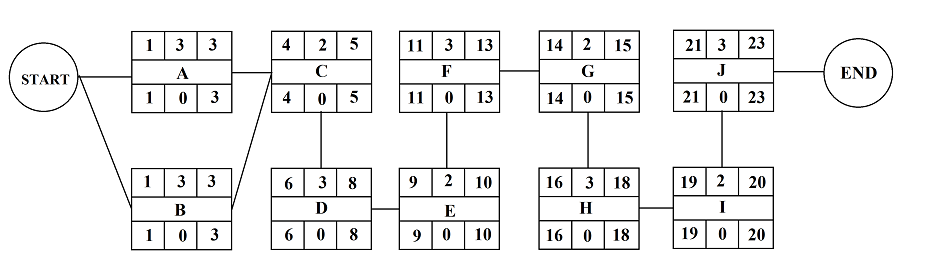 1 3 3
A
1 0 3
4 2 5
C
4 0 5
11 3 13
F
11 0 13
14 2 15
G
14 0 15
21 3 23
J
21 0 23
START
END
1 3 3
B
1 0 3
6 3 8
D
6 0 8
9 2 10
E
9 0 10
16 3 18
H
16 0 18
19 2 20
I
19 0 20